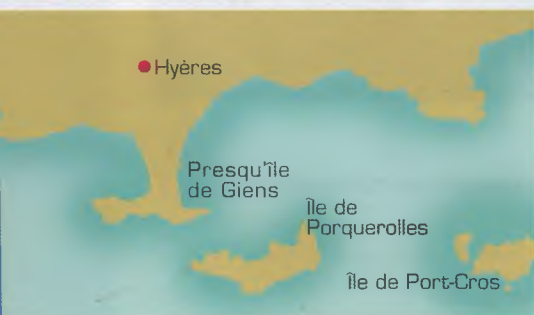 Hyères
Presqu'île
de Giens
Île de
Porquerolles
Île de Port-Cros